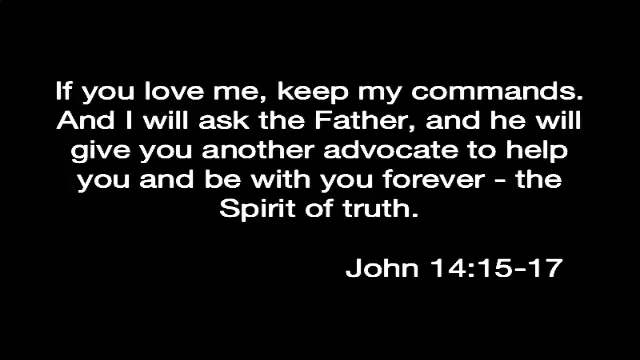 If you love me, keep my commands.
And I will ask the Father, and he will
give you another advocate to help
you and be with you forever - the
Spirit of truth.
John 14:15-17